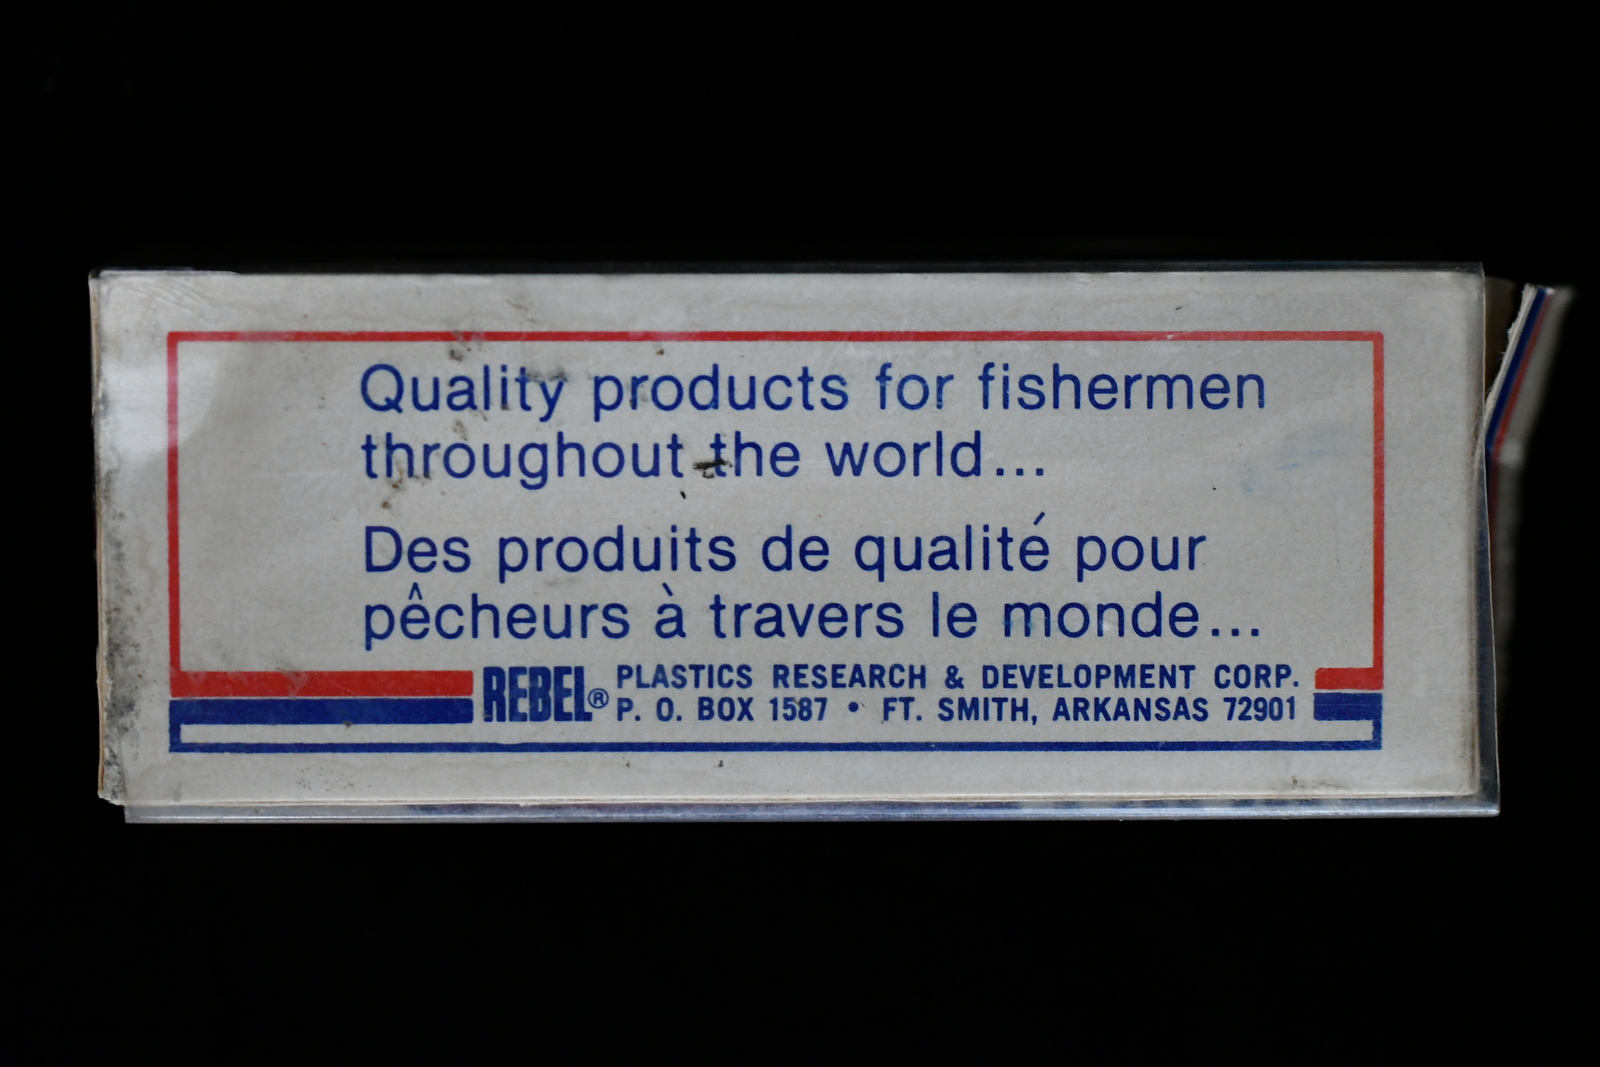 Quality products for fishermen
throughout the world...
Des produits de qualité pour
pêcheurs à travers le monde...
REBEL® PLASTICS RESEARCH & DEVELOPMENT CORP.
P. O. BOX 1587 • FT. SMITH, ARKANSAS 72901